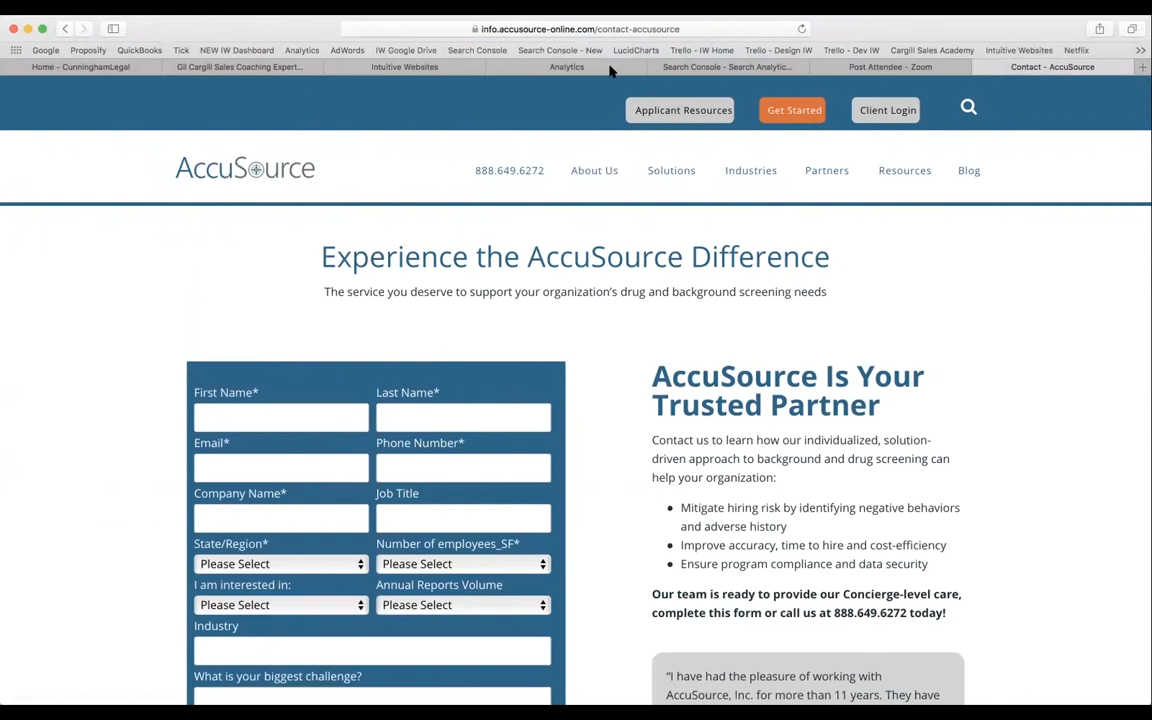 info.accusource-online.com/contact-accusource
Google Proposify QuickBooks Tick NEW IW Dashboard Analytics AdWords IW Google Drive Search Console Search Console - New LucidCharts Trello - IW Home Trello - Design IW Trello - Dev IW Cargill Sales Academy Intuitive Websites Netflix
Home - CunninghamLegal Gil Cargill Sales Coaching Expert... Intuitive Websites Analytics Search Console - Search Analytic... Post Attendee - Zoom Contact - AccuSource
Applicant Resources Get Started Client Login
AccuSource
888.649.6272 About Us Solutions Industries Partners Resources Blog
Experience the AccuSource Difference
The service you deserve to support your organization's drug and background screening needs
First Name* Last Name*
Email* Phone Number*
Company Name* Job Title
State/Region* Number of employees_SF*
Please Select Please Select
I am interested in: Annual Reports Volume
Please Select Please Select
Industry
What is your biggest challenge?
AccuSource Is Your
Trusted Partner
Contact us to learn how our individualized, solution-
driven approach to background and drug screening can
help your organization:
• Mitigate hiring risk by identifying negative behaviors
and adverse history
• Improve accuracy, time to hire and cost-efficiency
• Ensure program compliance and data security
Our team is ready to provide our Concierge-level care,
complete this form or call us at 888.649.6272 today!
"I have had the pleasure of working with
AccuSource, Inc. for more than 11 years. They have